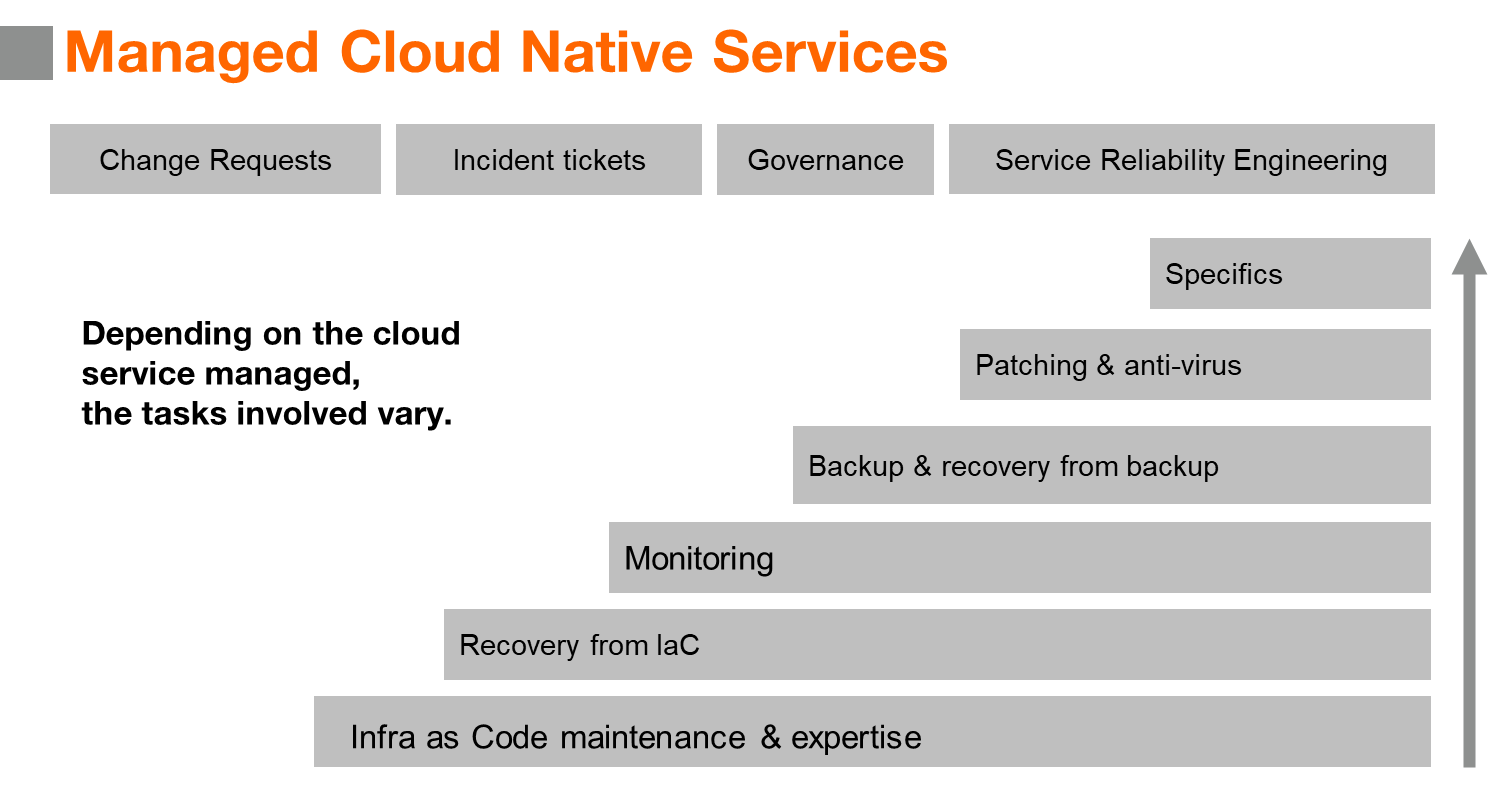 Managed Cloud Native Services
Change Requests
Incident tickets
Governance
Service Reliability Engineering
Specifics
Depending on the cloud
service managed,
the tasks involved vary.
Patching & anti-virus
Backup & recovery from backup
Monitoring
Recovery from IaC
Infra as Code maintenance & expertise